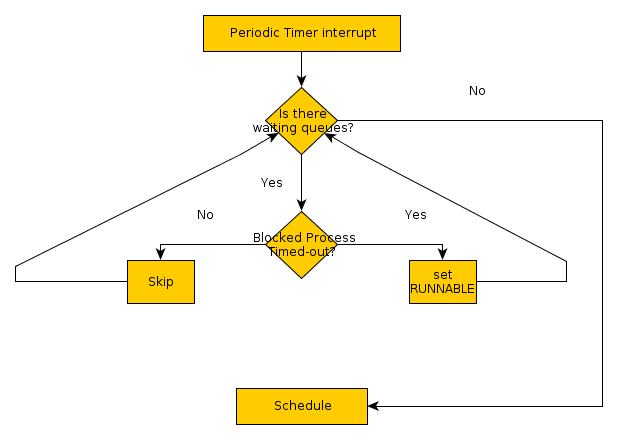 Periodic Timer interrupt
No
Is there
waiting queues?
Yes
No
Yes
Blocked Process
Timed-out?
Skip
set
RUNNABLE
Schedule